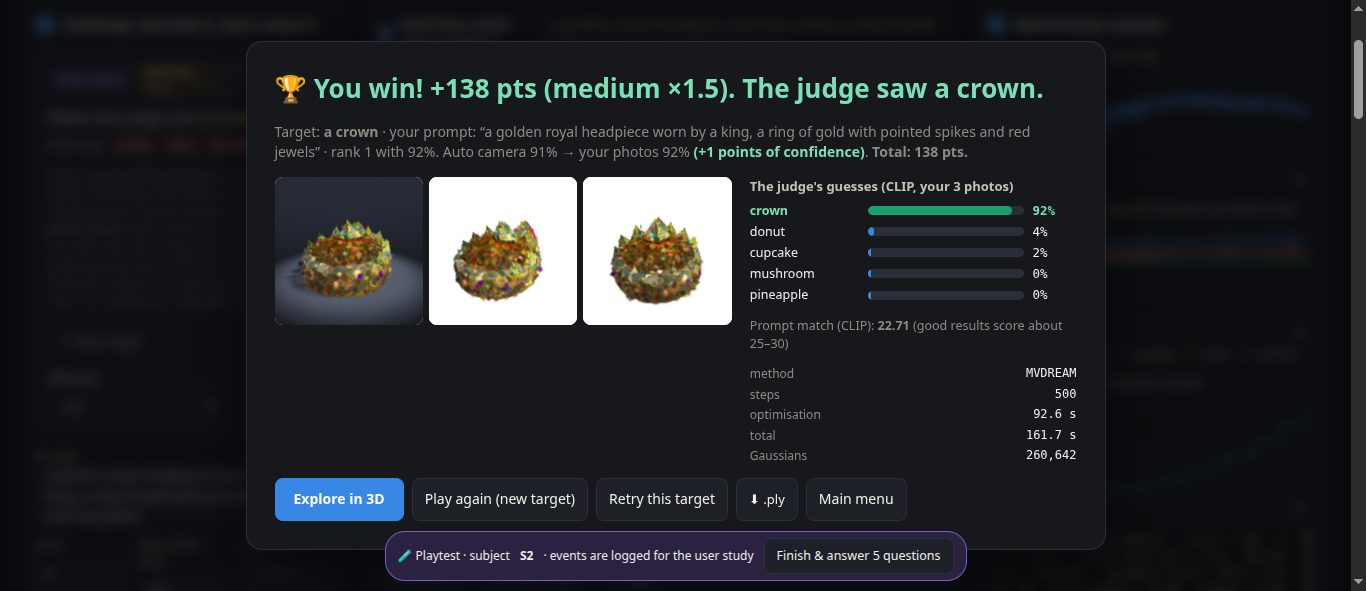 🏆 You win! +138 pts (medium ×1.5). The judge saw a crown.
Target: a crown · your prompt: “a golden royal headpiece worn by a king, a ring of gold with pointed spikes and red
jewels” · rank 1 with 92%. Auto camera 91% → your photos 92% (+1 points of confidence). Total: 138 pts.
The judge's guesses (CLIP, your 3 photos)
crown 92%
donut 4%
cupcake 2%
mushroom 0%
pineapple 0%
Prompt match (CLIP): 22.71 (good results score about
25–30)
method MVDREAM
steps 500
optimisation 92.6 s
total 161.7 s
Gaussians 260,642
Explore in 3D Play again (new target) Retry this target ⬇ .ply Main menu
🧪 Playtest · subject S2 · events are logged for the user study Finish & answer 5 questions